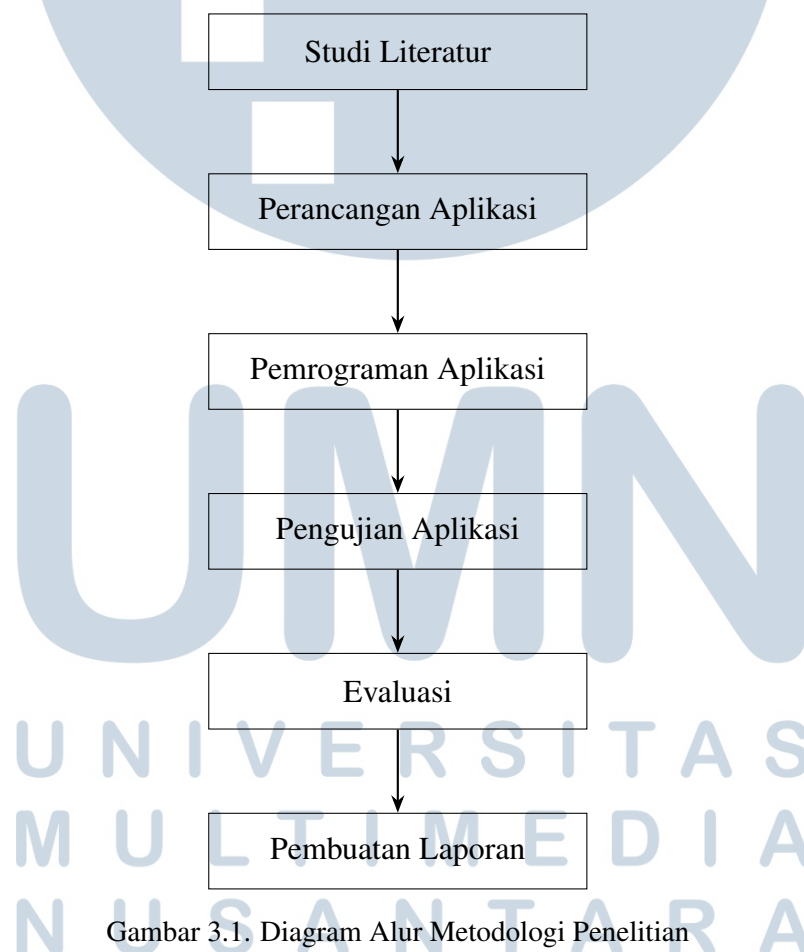 Studi Literatur
Perancangan Aplikasi
Pemrograman Aplikasi
UMN
Pengujian Aplikasi
Evaluasi
UNIVERSITAS
MULTIMEDIA
Pembuatan Laporan
NUSANTARA
Gambar 3.1. Diagram Alur Metodologi Penelitian